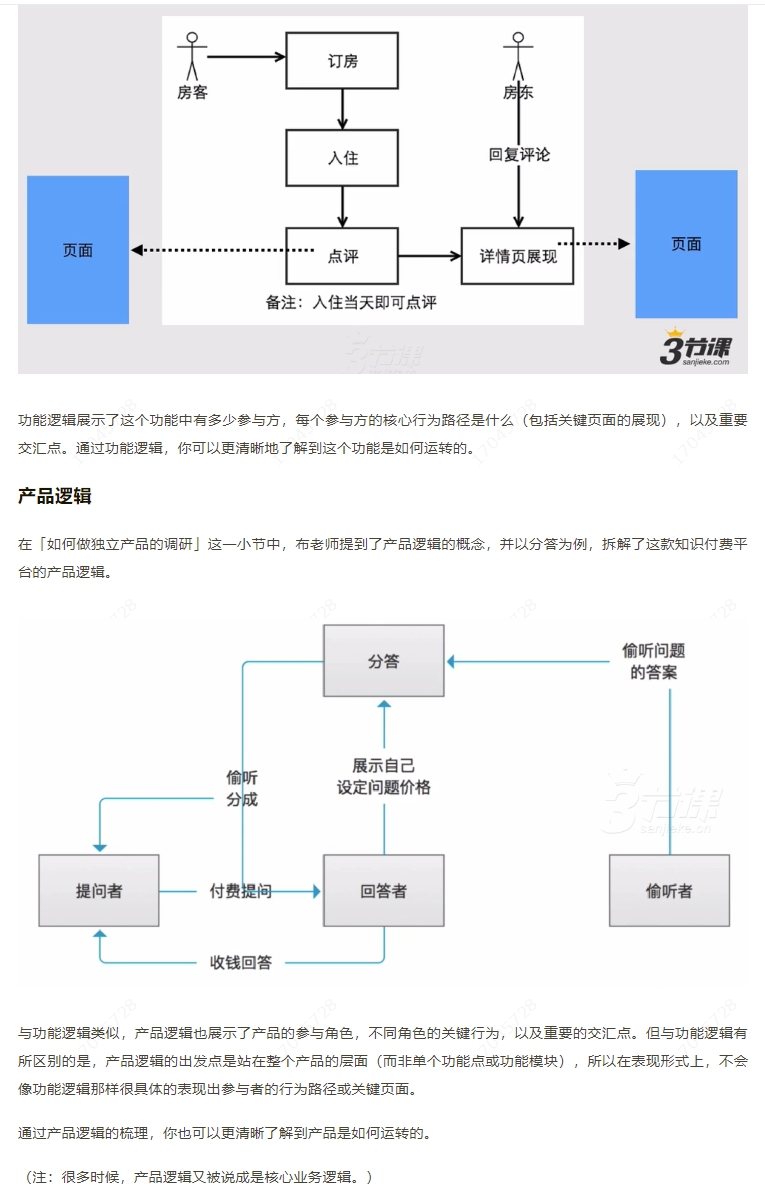 房客
订房
房东
入住
回复评论
页面
点评
详情页展现
页面
备注：入住当天即可点评
3节课
sanjieke.com
功能逻辑展示了这个功能中有多少参与方，每个参与方的核心行为路径是什么（包括关键页面的展现），以及重要
交汇点。通过功能逻辑，你可以更清晰地了解到这个功能是如何运转的。
产品逻辑
在「如何做独立产品的调研」这一小节中，布老师提到了产品逻辑的概念，并以分答为例，拆解了这款知识付费平
台的产品逻辑。
分答
偷听问题
的答案
展示自己
设定问题价格
偷听
分成
3节课
sanjieke.cn
提问者
付费提问
回答者
偷听者
收钱回答
与功能逻辑类似，产品逻辑也展示了产品的参与角色，不同角色的关键行为，以及重要的交汇点。但与功能逻辑有
所区别的是，产品逻辑的出发点是站在整个产品的层面（而非单个功能点或功能模块），所以在表现形式上，不会
像功能逻辑那样很具体的表现出参与者的行为路径或关键页面。
通过产品逻辑的梳理，你也可以更清晰了解到产品是如何运转的。
（注：很多时候，产品逻辑又被说成是核心业务逻辑。）